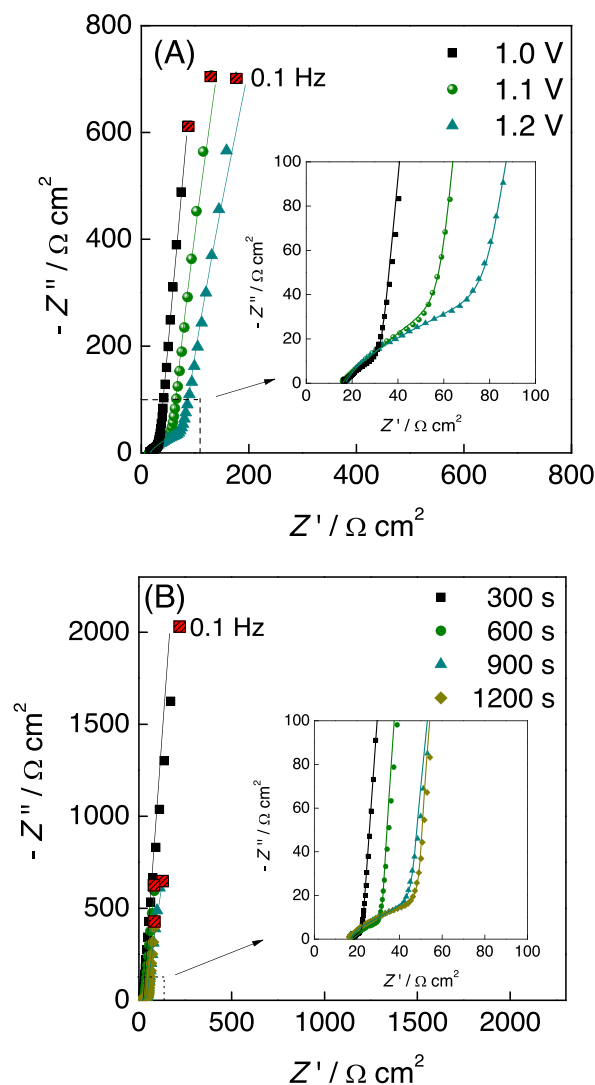 (A)
800
600
400
200
0
- Z'' / Ω cm²
0.1 Hz
1.0 V
1.1 V
1.2 V
100
80
60
40
20
0
- Z'' / Ω cm²
20 40 60 80 100
Z' / Ω cm²
0 200 400 600 800
Z' / Ω cm²
(B)
2000
1500
1000
500
0
- Z'' / Ω cm²
0.1 Hz
300 s
600 s
900 s
1200 s
100
80
60
40
20
0
- Z'' / Ω cm²
20 40 60 80 100
Z' / Ω cm²
0 500 1000 1500 2000
Z' / Ω cm²